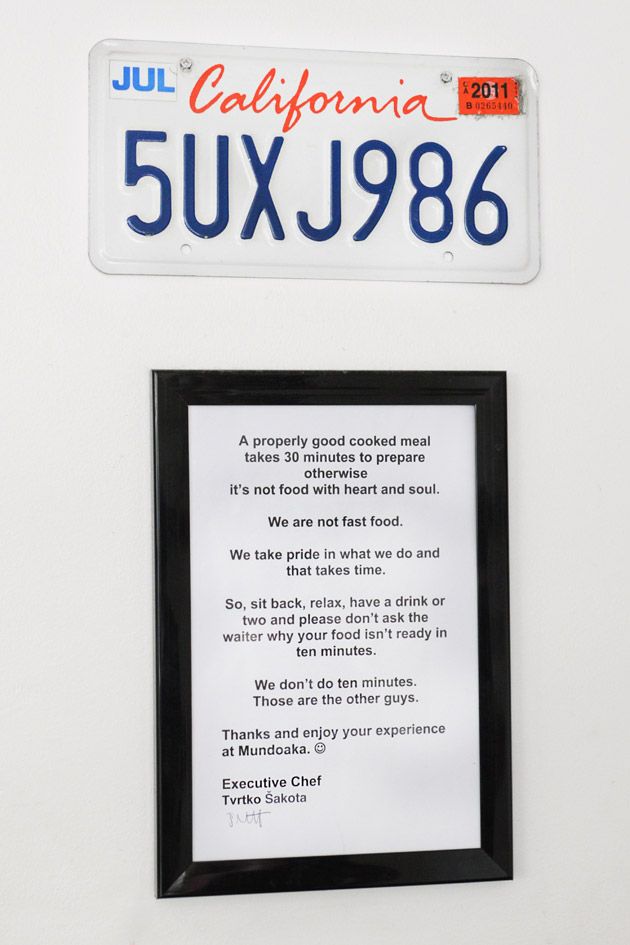 JUL California CA 2011
B 0265440
5UXJ986
A properly good cooked meal
takes 30 minutes to prepare
otherwise
it's not food with heart and soul.
We are not fast food.
We take pride in what we do and
that takes time.
So, sit back, relax, have a drink or
two and please don't ask the
waiter why your food isn't ready in
ten minutes.
We don't do ten minutes.
Those are the other guys.
Thanks and enjoy your experience
at Mundoaka. ☺
Executive Chef
Tvrtko Šakota